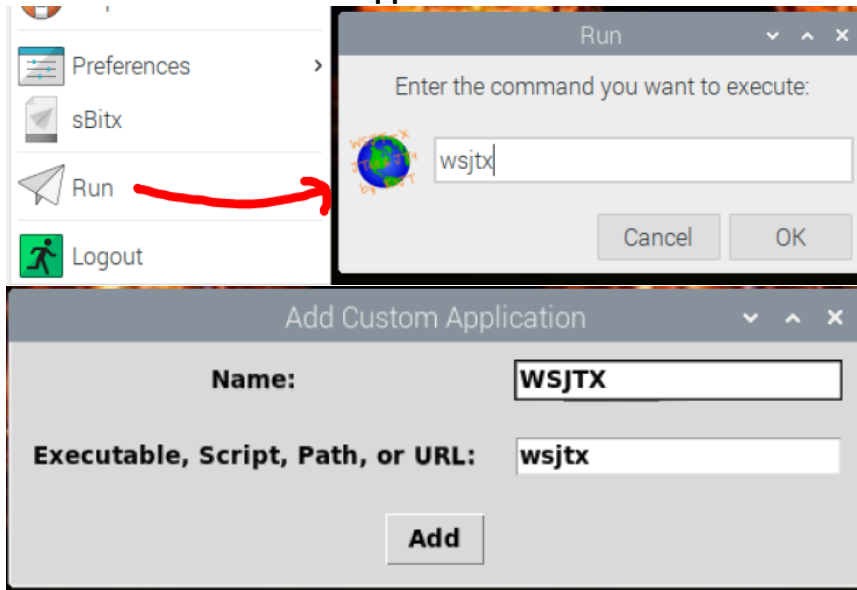 Preferences
sBitx
Run
Logout
Run
Enter the command you want to execute:
WSJT-X
wsjtx
Cancel OK
Add Custom Application
Name: WSJTX
Executable, Script, Path, or URL: wsjtx
Add